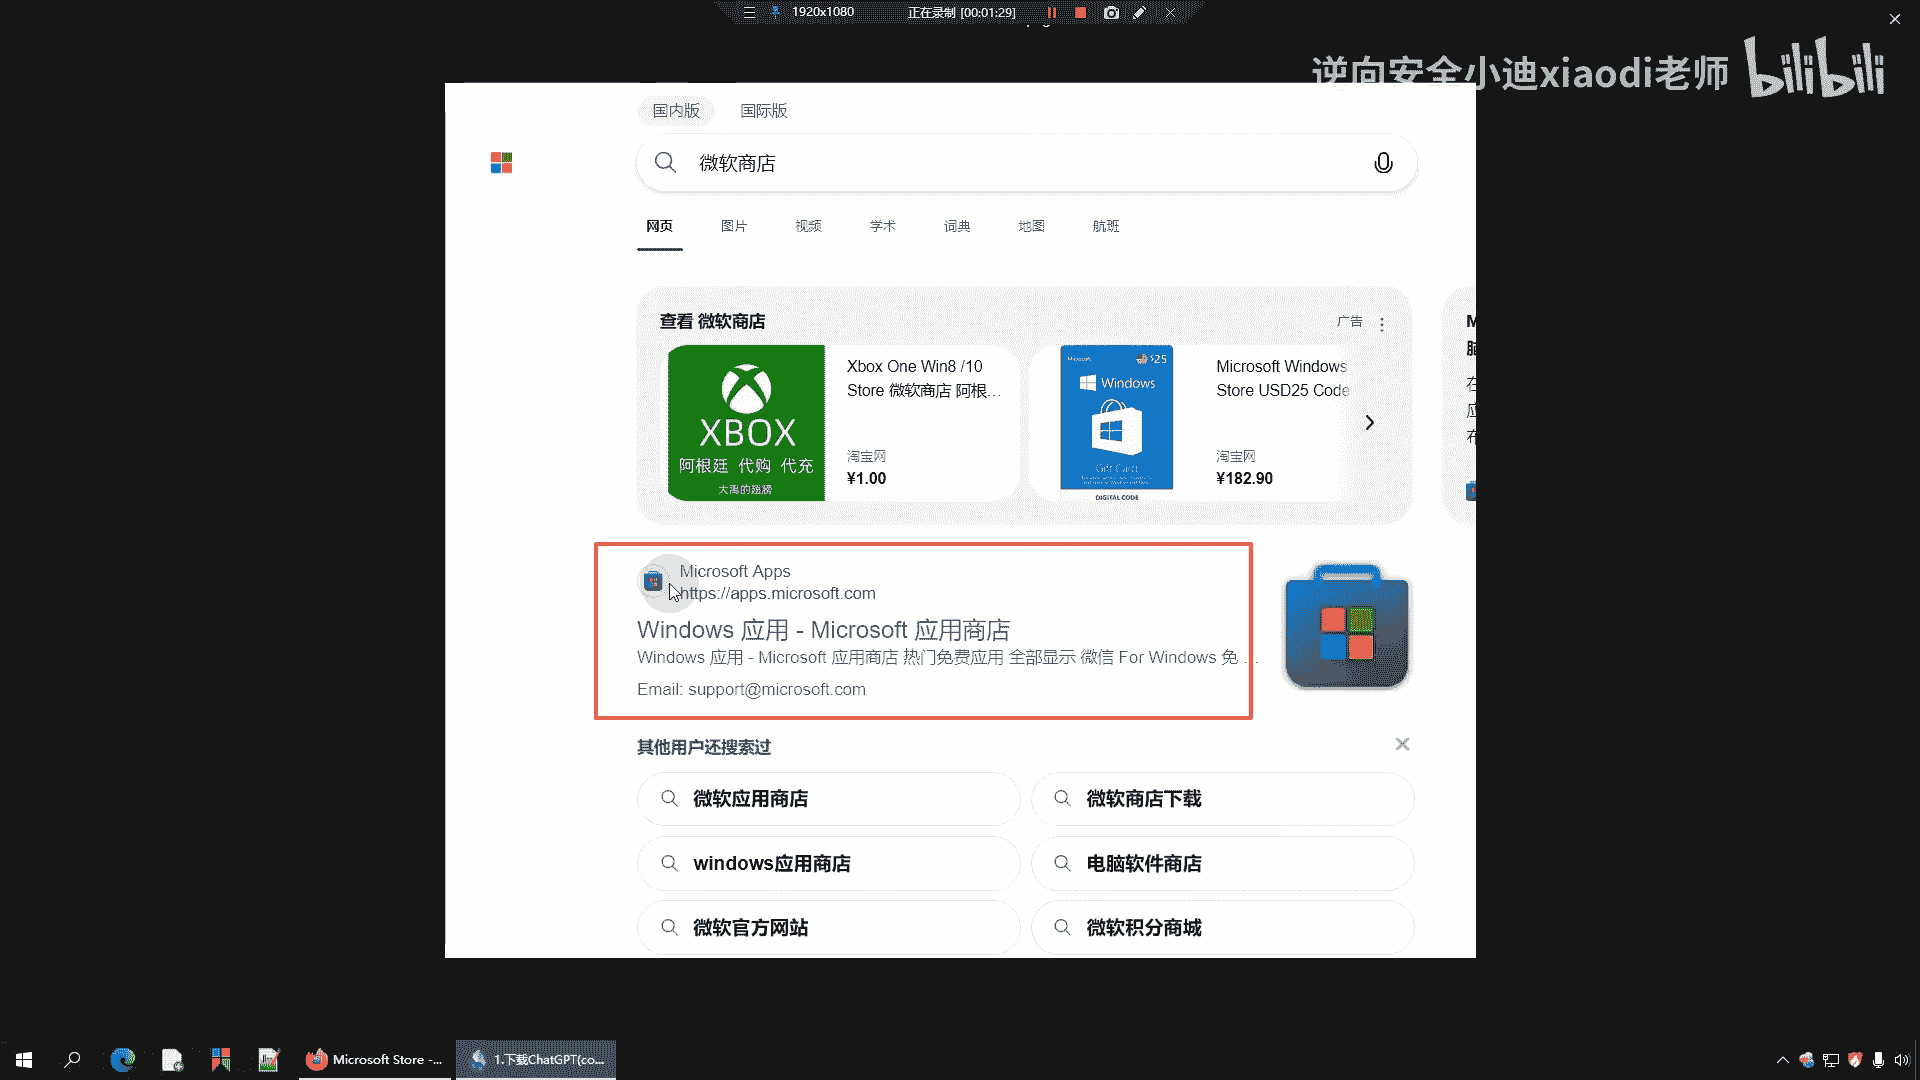 1920x1080
正在录制 [00:01:29]
逆向安全小迪xiaodi老师
bilibili
国内版
国际版
微软商店
网页
图片
视频
学术
词典
地图
航班
查看 微软商店
广告
XBOX
阿根廷 代购 代充
大禹的翅膀
Xbox One Win8 /10
Store 微软商店 阿根...
淘宝网
¥1.00
Microsoft
$25
Windows
Gift Card
DIGITAL CODE
Microsoft Windows
Store USD25 Code
淘宝网
¥182.90
Microsoft Apps
https://apps.microsoft.com
Windows 应用 - Microsoft 应用商店
Windows 应用 - Microsoft 应用商店 热门免费应用 全部显示 微信 For Windows 免 ...
Email: support@microsoft.com
其他用户还搜索过
微软应用商店
微软商店下载
windows应用商店
电脑软件商店
微软官方网站
微软积分商城
Microsoft Store -...
1.下载ChatGPT(co...